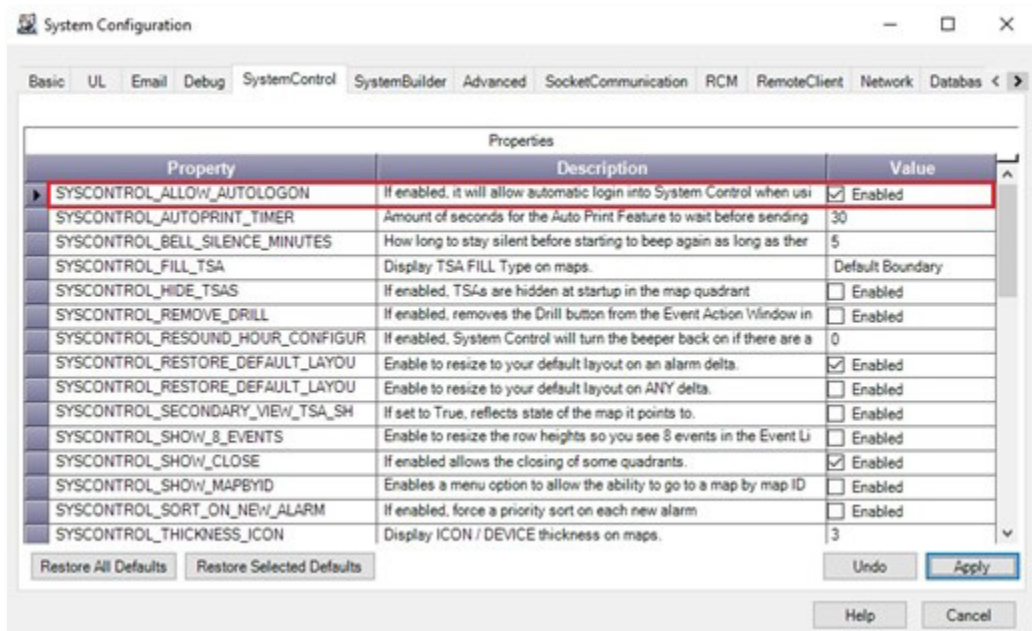 System Configuration
Basic UL Email Debug SystemControl SystemBuilder Advanced SocketCommunication RCM RemoteClient Network Databas
Properties
Property Description Value
SYSCONTROL_ALLOW_AUTOLOGON If enabled, it will allow automatic login into System Control when usi Enabled
SYSCONTROL_AUTOPRINT_TIMER Amount of seconds for the Auto Print Feature to wait before sending 30
SYSCONTROL_BELL_SILENCE_MINUTES How long to stay silent before starting to beep again as long as ther 5
SYSCONTROL_FILL_TSA Display TSA FILL Type on maps. Default Boundary
SYSCONTROL_HIDE_TSAS If enabled, TSAs are hidden at startup in the map quadrant Enabled
SYSCONTROL_REMOVE_DRILL If enabled, removes the Drill button from the Event Action Window in Enabled
SYSCONTROL_RESOUND_HOUR_CONFIGUR If enabled, System Control will turn the beeper back on if there are a 0
SYSCONTROL_RESTORE_DEFAULT_LAYOU Enable to resize to your default layout on an alarm delta. Enabled
SYSCONTROL_RESTORE_DEFAULT_LAYOU Enable to resize to your default layout on ANY delta. Enabled
SYSCONTROL_SECONDARY_VIEW_TSA_SH If set to True, reflects state of the map it points to. Enabled
SYSCONTROL_SHOW_8_EVENTS Enable to resize the row heights so you see 8 events in the Event Li Enabled
SYSCONTROL_SHOW_CLOSE If enabled allows the closing of some quadrants. Enabled
SYSCONTROL_SHOW_MAPBYID Enables a menu option to allow the ability to go to a map by map ID Enabled
SYSCONTROL_SORT_ON_NEW_ALARM If enabled, force a priority sort on each new alarm Enabled
SYSCONTROL_THICKNESS_ICON Display ICON / DEVICE thickness on maps. 3
Restore All Defaults Restore Selected Defaults Undo Apply
Help Cancel